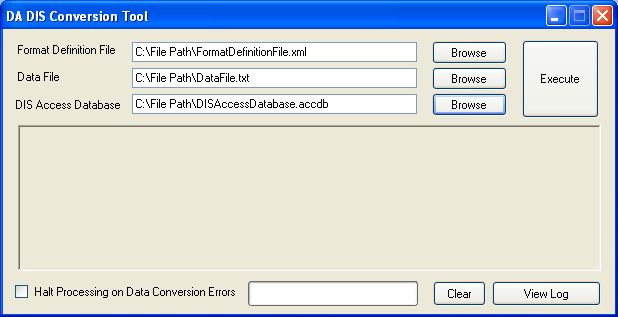 DA DIS Conversion Tool
Format Definition File C:\File Path\FormatDefinitionFile.xml Browse
Data File C:\File Path\DataFile.txt Browse Execute
DIS Access Database C:\File Path\DISAccessDatabase.accdb Browse
Halt Processing on Data Conversion Errors Clear View Log